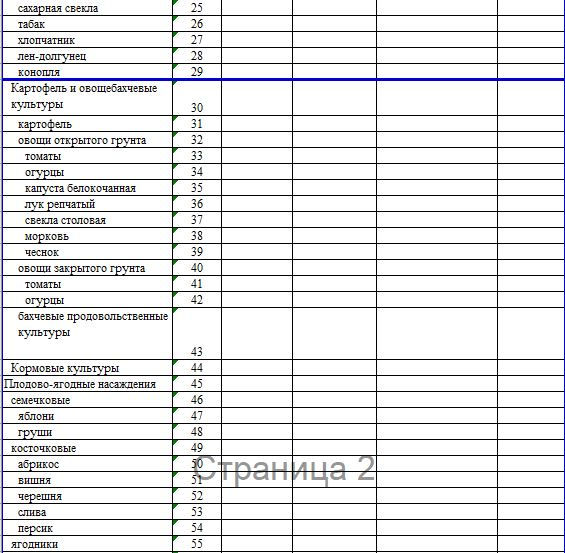 сахарная свекла 25
табак 26
хлопчатник 27
лен-долгунец 28
конопля 29
Картофель и овощебахчевые
культуры 30
картофель 31
овощи открытого грунта 32
томаты 33
огурцы 34
капуста белокочанная 35
лук репчатый 36
свекла столовая 37
морковь 38
чеснок 39
овощи закрытого грунта 40
томаты 41
огурцы 42
бахчевые продовольственные
культуры
43
Кормовые культуры 44
Плодово-ягодные насаждения 45
семечковые 46
яблони 47
груши 48
косточковые 49
абрикос 50
Страница 2
вишня 51
черешня 52
слива 53
персик 54
ягодники 55